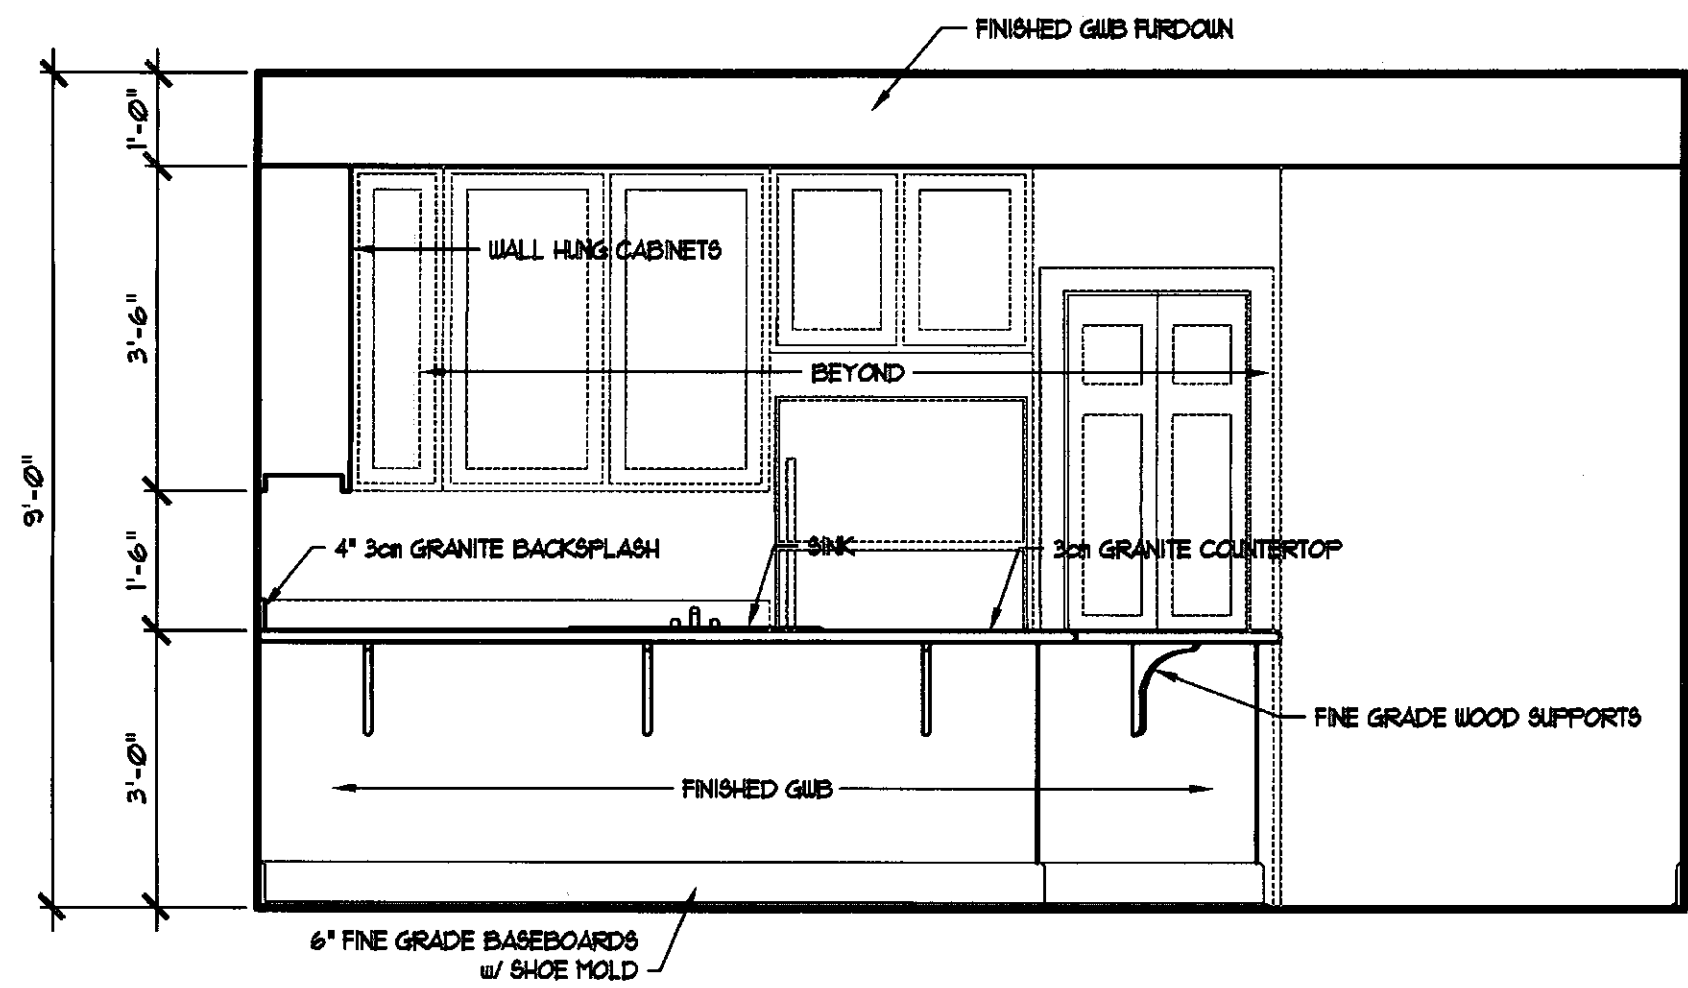 FINISHED GWB FURDOWN
1'-0"
WALL HUNG CABINETS
3'-6"
BEYOND
9'-0"
4" 3cm GRANITE BACKSPLASH
SINK
3cm GRANITE COUNTERTOP
1'-6"
FINE GRADE WOOD SUPPORTS
3'-0"
FINISHED GWB
6" FINE GRADE BASEBOARDS
w/ SHOE MOLD